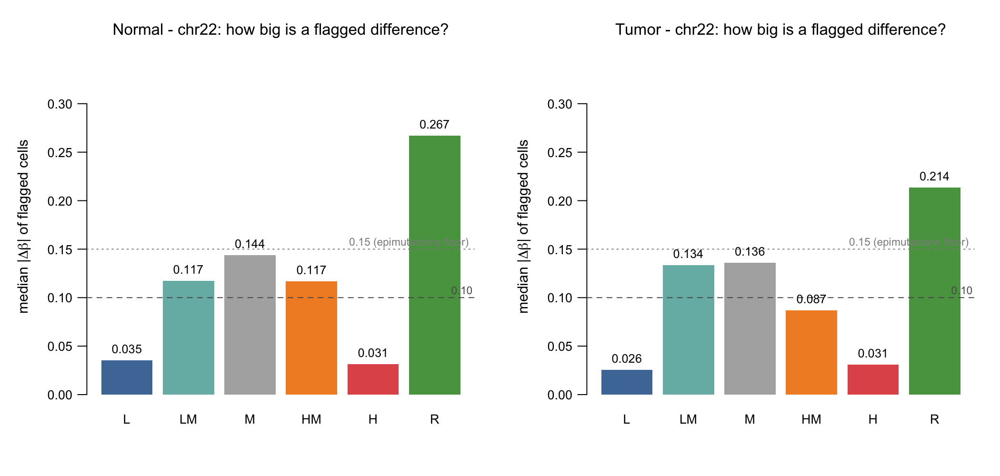 Normal - chr22: how big is a flagged difference?
median |Δβ| of flagged cells
0.30
0.25
0.20
0.15
0.10
0.05
0.00
0.035
0.117
0.144
0.117
0.031
0.267
0.15 (epimutacions floor)
0.10
L
LM
M
HM
H
R
Tumor - chr22: how big is a flagged difference?
median |Δβ| of flagged cells
0.30
0.25
0.20
0.15
0.10
0.05
0.00
0.026
0.134
0.136
0.087
0.031
0.214
0.15 (epimutacions floor)
0.10
L
LM
M
HM
H
R